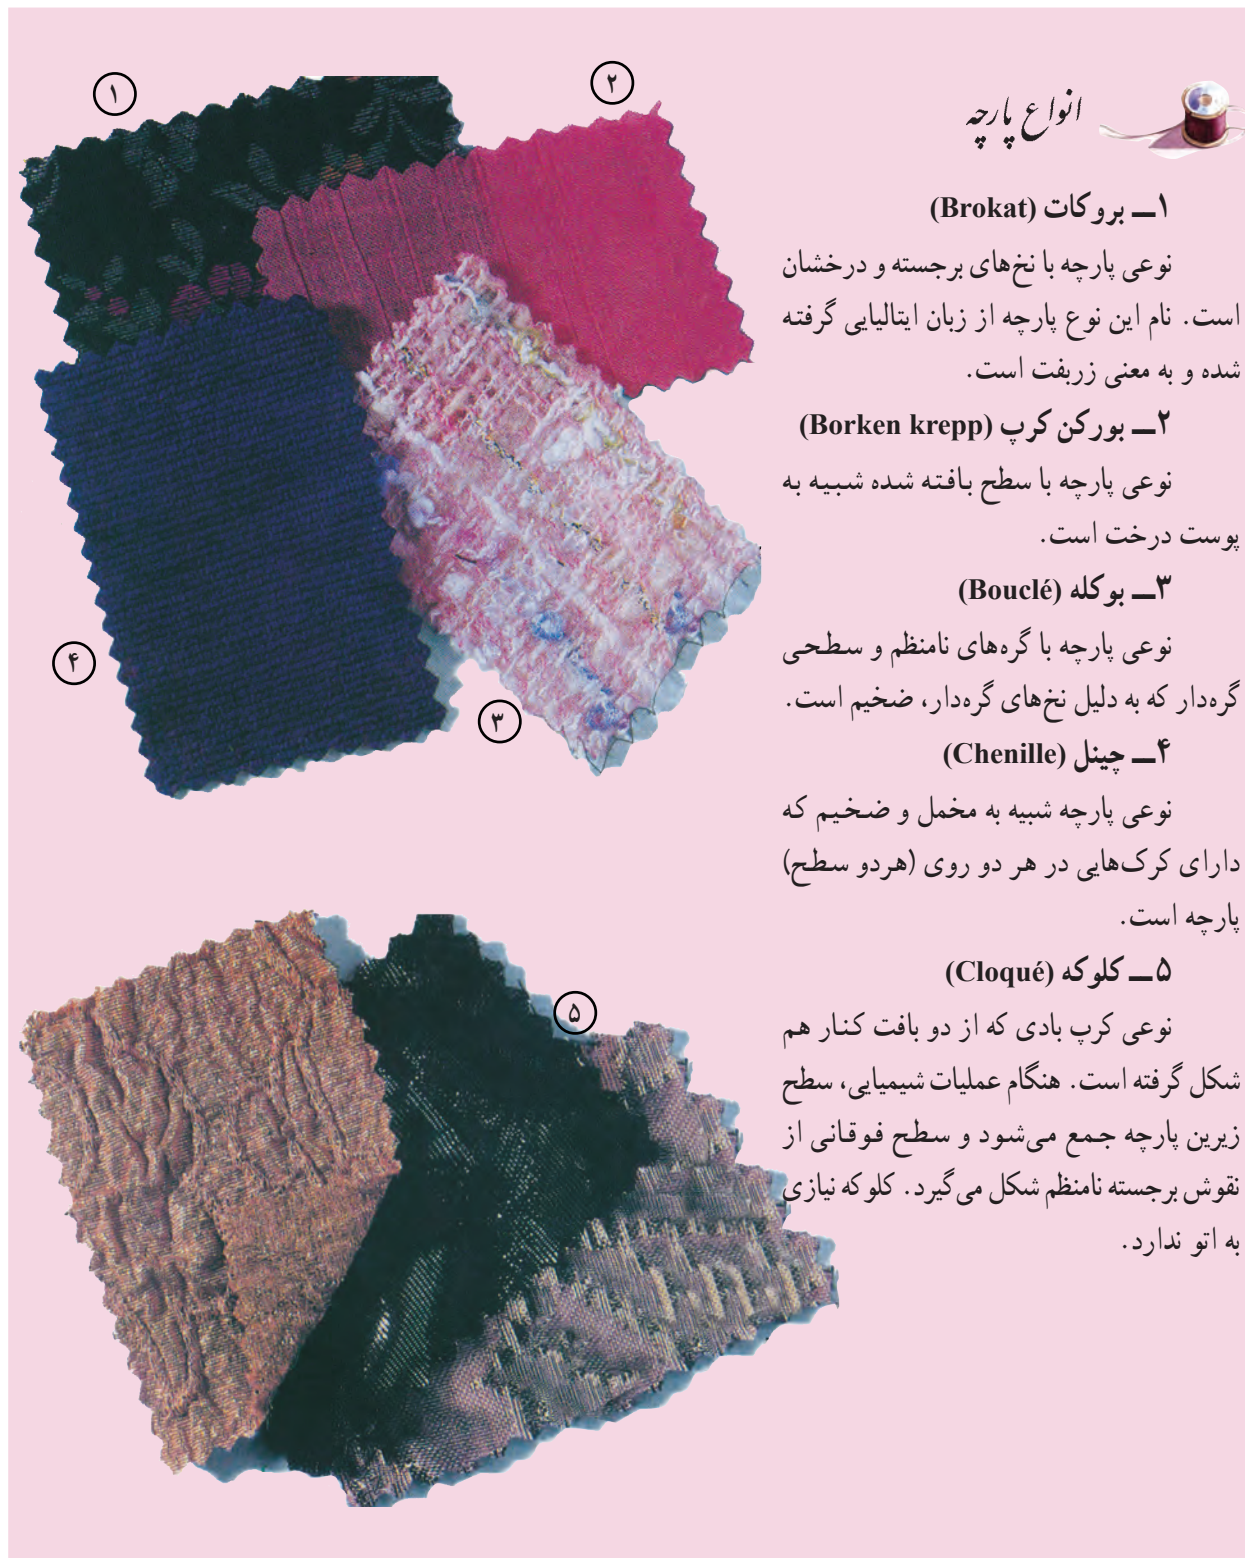 انواع پارچه
۱ــ بروکات (Brokat)
نوعی پارچه با نخ‌های برجسته و درخشان
است. نام این نوع پارچه از زبان ایتالیایی گرفته
شده و به معنی زربفت است.
۲ــ بورکن کرپ (Borken krepp)
نوعی پارچه با سطح بافته شده شبیه به
پوست درخت است.
۳ــ بوکله (Bouclé)
نوعی پارچه با گره‌های نامنظم و سطحی
گره‌دار که به دلیل نخ‌های گره‌دار، ضخیم است.
۴ــ چینل (Chenille)
نوعی پارچه شبیه به مخمل و ضخیم که
دارای کرک‌هایی در هر دو روی (هردو سطح)
پارچه است.
۵ــ کلوکه (Cloqué)
نوعی کرپ بادی که از دو بافت کنار هم
شکل گرفته است. هنگام عملیات شیمیایی، سطح
زیرین پارچه جمع می‌شود و سطح فوقانی از
نقوش برجسته نامنظم شکل می‌گیرد. کلوکه نیازی
به اتو ندارد.
۱
۲
۳
۴
۵